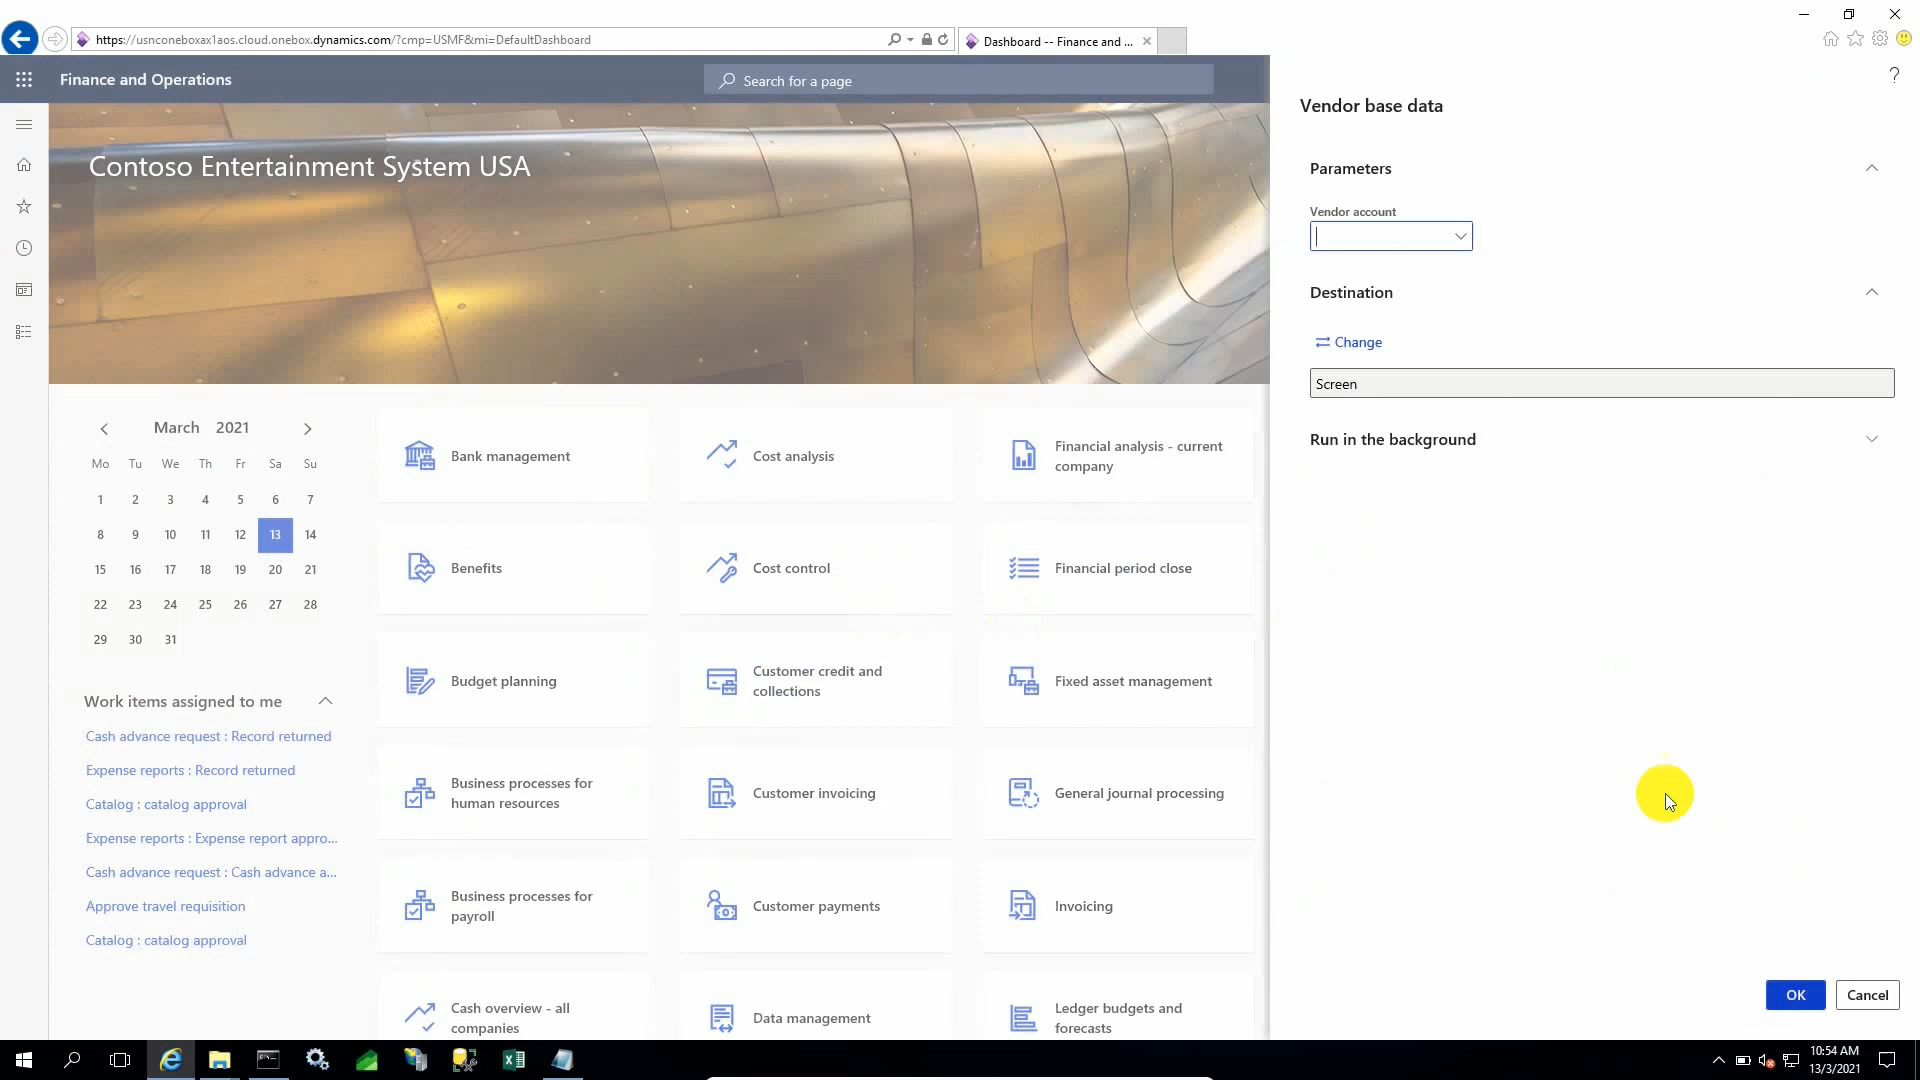 https://usnconeboxax1aos.cloud.onebox.dynamics.com/?cmp=USMF&mi=DefaultDashboard
Dashboard -- Finance and ...
Finance and Operations
Search for a page
?
Contoso Entertainment System USA
Vendor base data
Parameters
Vendor account
Destination
Change
Screen
Run in the background
March 2021
Mo Tu We Th Fr Sa Su
1 2 3 4 5 6 7
8 9 10 11 12 13 14
15 16 17 18 19 20 21
22 23 24 25 26 27 28
29 30 31
Work items assigned to me
Cash advance request : Record returned
Expense reports : Record returned
Catalog : catalog approval
Expense reports : Expense report appro...
Cash advance request : Cash advance a...
Approve travel requisition
Catalog : catalog approval
Bank management
Cost analysis
Financial analysis - current
company
Benefits
Cost control
Financial period close
Budget planning
Customer credit and
collections
Fixed asset management
Business processes for
human resources
Customer invoicing
General journal processing
Business processes for
payroll
Customer payments
Invoicing
Cash overview - all
companies
Data management
Ledger budgets and
forecasts
OK
Cancel
10:54 AM
13/3/2021